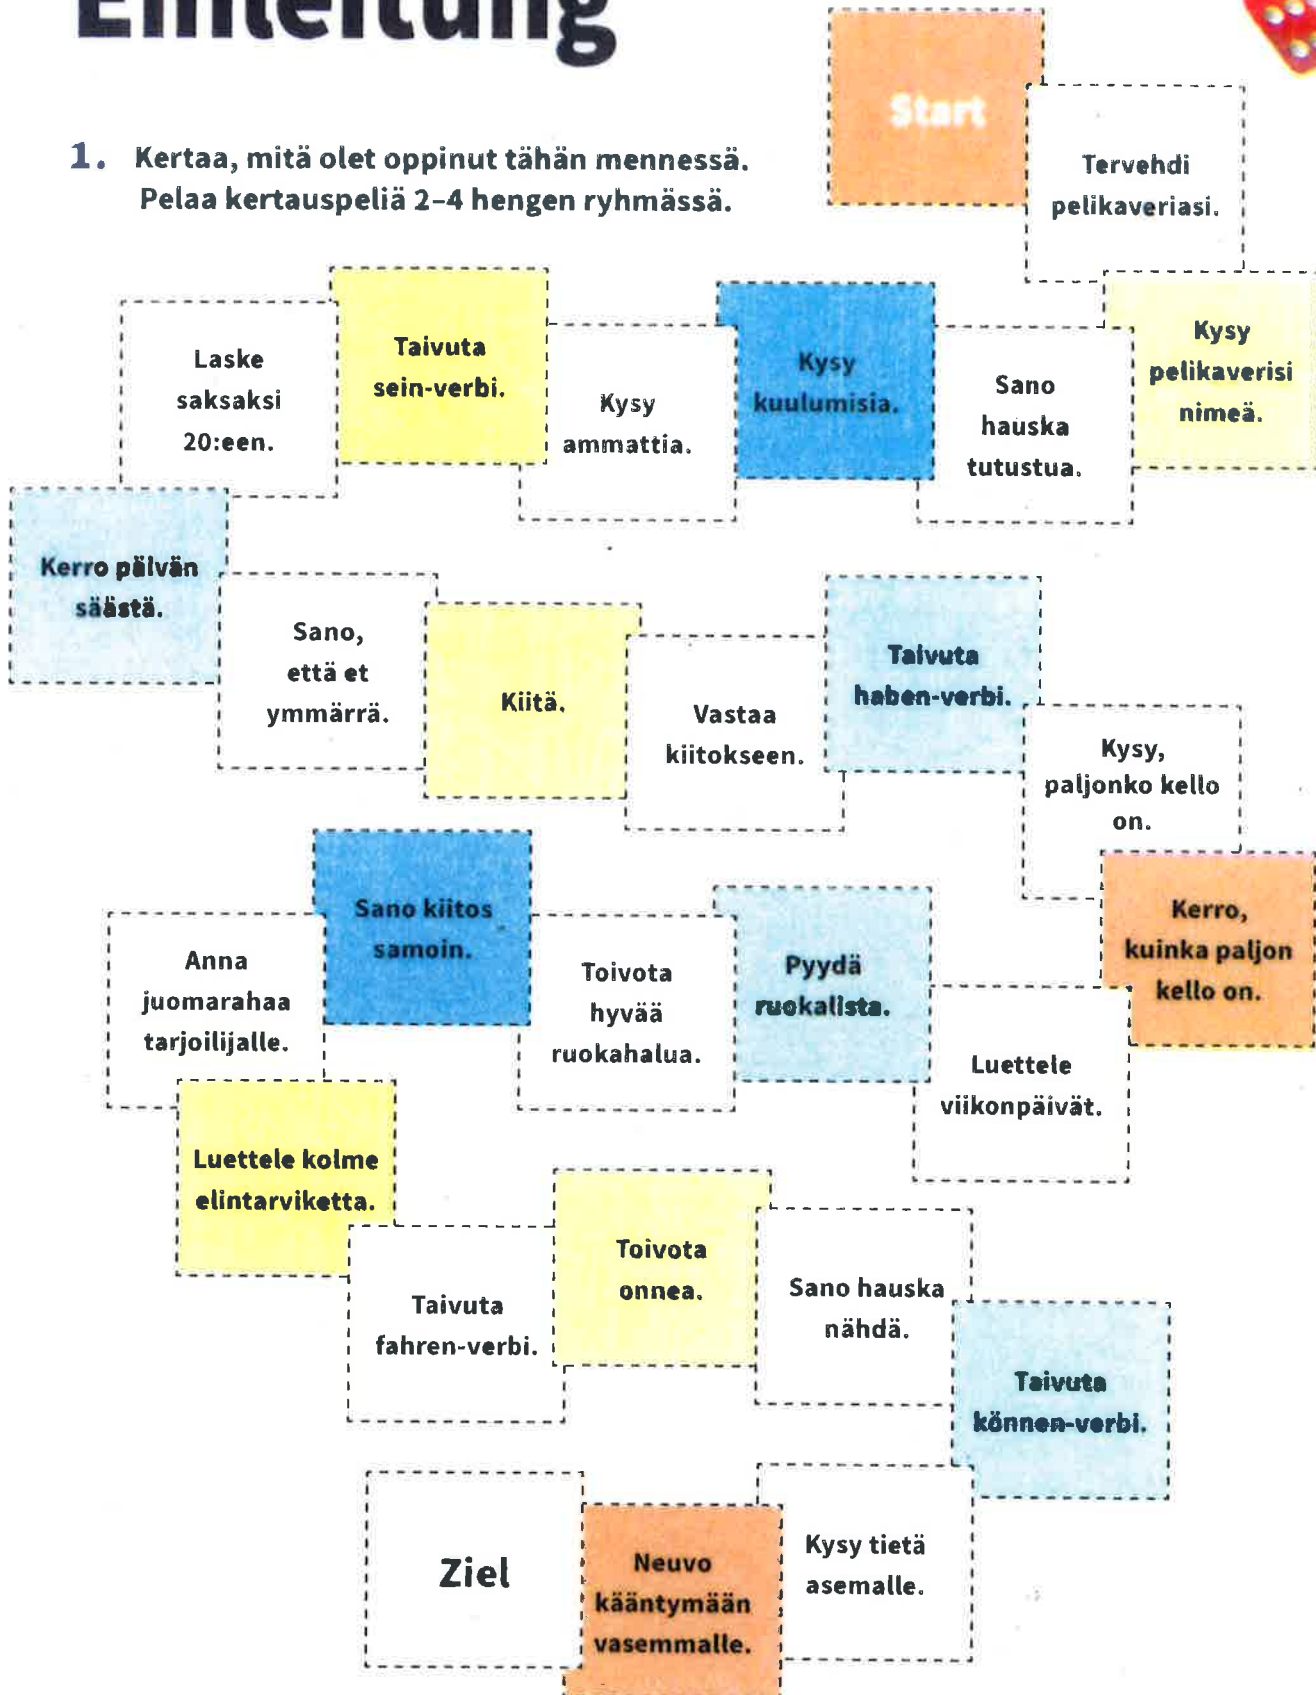 Einleitung
1. Kertaa, mitä olet oppinut tähän mennessä.
Pelaa kertauspeliä 2–4 hengen ryhmässä.
Start
Tervehdi
pelikaveriasi.
Kysy
pelikaverisi
nimeä.
Sano
hauska
tutustua.
Kysy
kuulumisia.
Kysy
ammattia.
Taivuta
sein-verbi.
Laske
saksaksi
20:een.
Kerro päivän
säästä.
Sano,
että et
ymmärrä.
Kiitä.
Vastaa
kiitokseen.
Taivuta
haben-verbi.
Kysy,
paljonko kello
on.
Kerro,
kuinka paljon
kello on.
Luettele
viikonpäivät.
Pyydä
ruokalista.
Toivota
hyvää
ruokahalua.
Sano kiitos
samoin.
Anna
juomarahaa
tarjoilijalle.
Luettele kolme
elintarviketta.
Taivuta
fahren-verbi.
Toivota
onnea.
Sano hauska
nähdä.
Taivuta
können-verbi.
Kysy tietä
asemalle.
Neuvo
kääntymään
vasemmalle.
Ziel